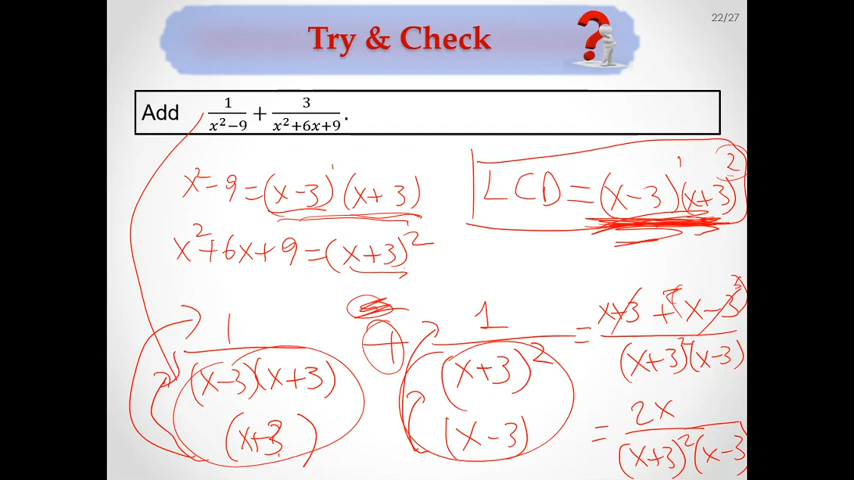 22/27
Try & Check
?
Add 1/(x²−9) + 3/(x²+6x+9).
x²−9=(x−3)¹(x+3)
LCD=(x−3)¹(x+3)²
x²+6x+9=(x+3)²
1/((x−3)(x+3)) + 1/(x+3)² = (x+3+x−3)/((x+3)²(x−3))
(x+3) (x−3)
= 2x/((x+3)²(x−3)